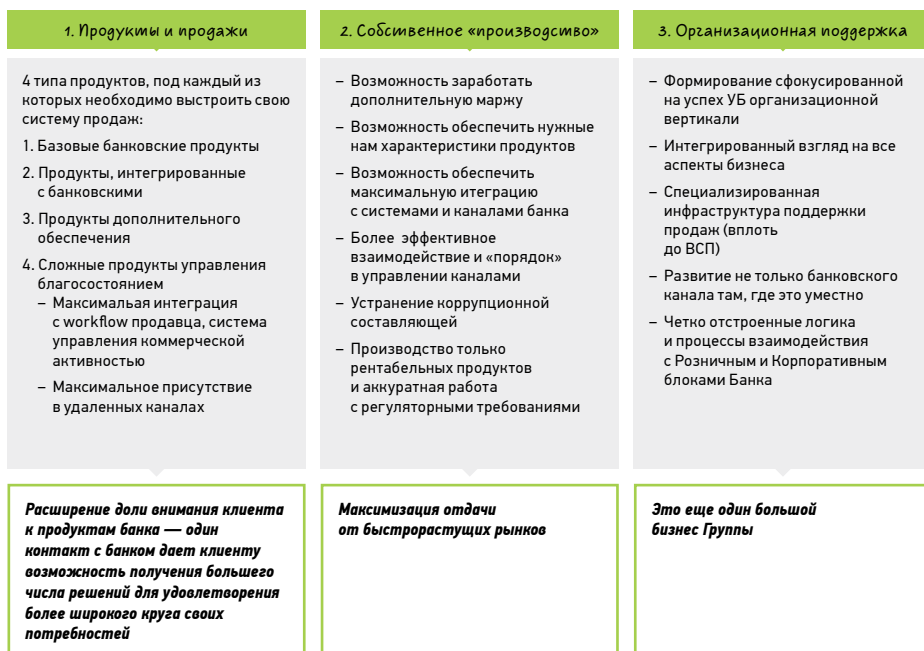 1. Продукты и продажи
4 типа продуктов, под каждый из
которых необходимо выстроить свою
систему продаж:
1. Базовые банковские продукты
2. Продукты, интегрированные
с банковскими
3. Продукты дополнительного
обеспечения
4. Сложные продукты управления
благосостоянием
– Максимальая интеграция
с workflow продавца, система
управления коммерческой
активностью
– Максимальное присутствие
в удаленных каналах
Расширение доли внимания клиента
к продуктам банка — один
контакт с банком дает клиенту
возможность получения большего
числа решений для удовлетворения
более широкого круга своих
потребностей
2. Собственное «производство»
– Возможность заработать
дополнительную маржу
– Возможность обеспечить нужные
нам характеристики продуктов
– Возможность обеспечить
максимальную итеграцию
с системами и каналами банка
– Более эффективное
взаимодействие и «порядок»
в управлении каналами
– Устранение коррупционной
составляющей
– Производство только
рентабельных продуктов
и аккуратная работа
с регуляторными требованиями
Максимизация отдачи
от быстрорастущих рынков
3. Организационная поддержка
– Формирование сфокусированной
на успех УБ организационной
вертикали
– Интегрированный взгляд на все
аспекты бизнеса
– Специализированная
инфраструктура поддержки
продаж (вплоть
до ВСП)
– Развитие не только банковского
канала там, где это уместно
– Четко отстроенные логика
и процессы взаимодействия
с Розничным и Корпоративным
блоками Банка
Это еще один большой
бизнес Группы